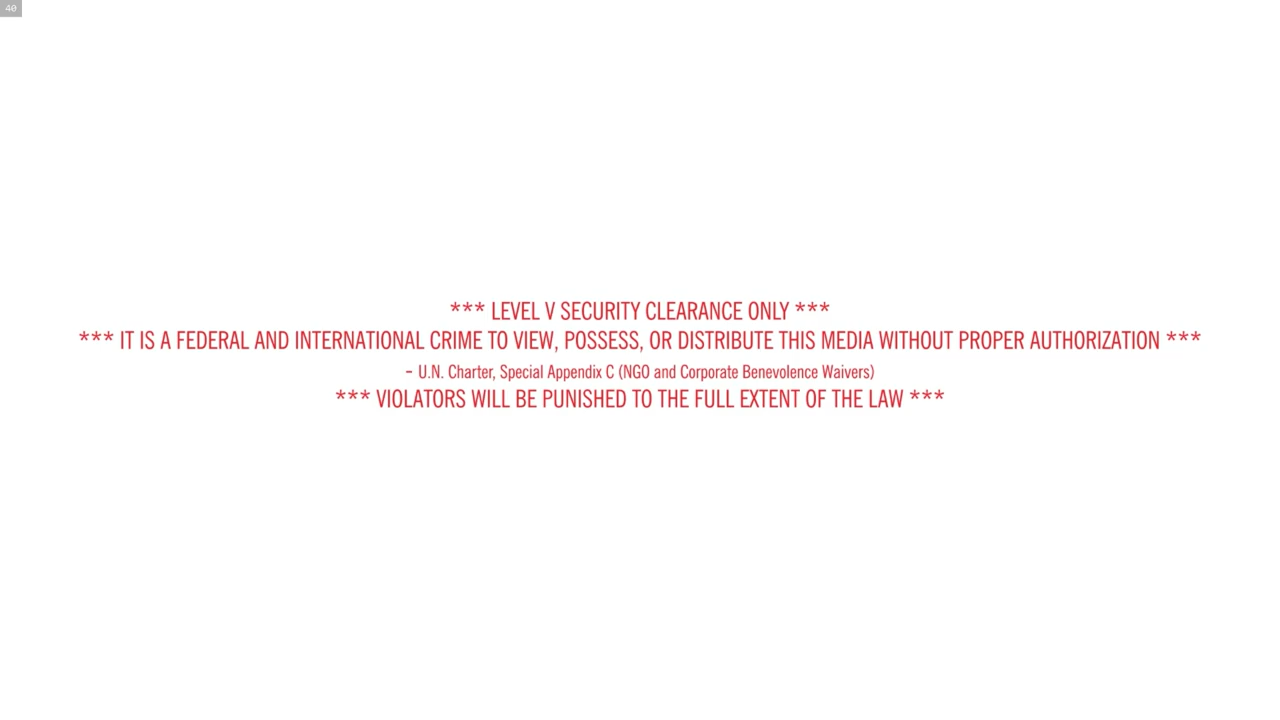 40
*** LEVEL V SECURITY CLEARANCE ONLY ***
*** IT IS A FEDERAL AND INTERNATIONAL CRIME TO VIEW, POSSESS, OR DISTRIBUTE THIS MEDIA WITHOUT PROPER AUTHORIZATION ***
– U.N. Charter, Special Appendix C (NGO and Corporate Benevolence Waivers)
*** VIOLATORS WILL BE PUNISHED TO THE FULL EXTENT OF THE LAW ***